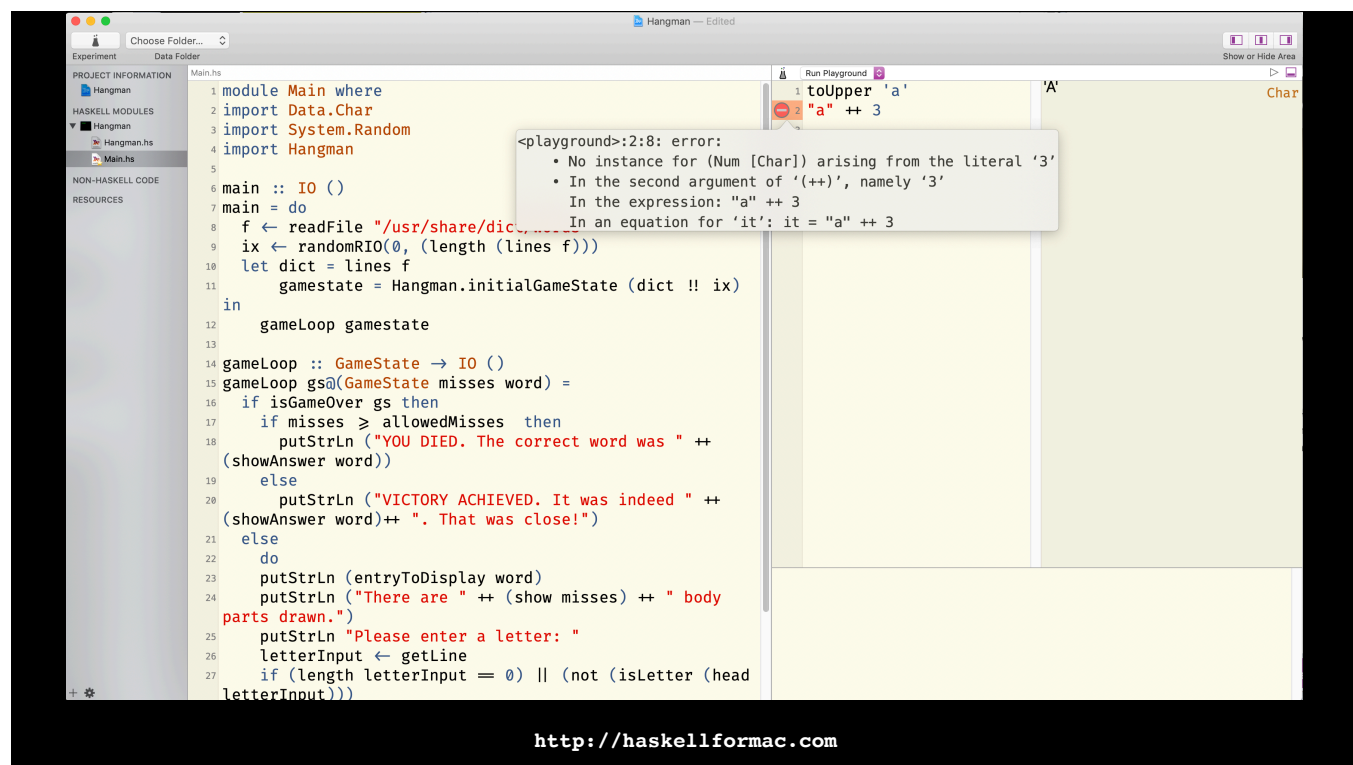 Hangman — Edited
Choose Folder...
Experiment Data Folder
Show or Hide Area
PROJECT INFORMATION
Hangman
HASKELL MODULES
Hangman
Hangman.hs
Main.hs
NON-HASKELL CODE
RESOURCES
Main.hs
1 module Main where
2 import Data.Char
3 import System.Random
4 import Hangman
5
6 main :: IO ()
7 main = do
8 f ← readFile "/usr/share/dict/words"
9 ix ← randomRIO(0, (length (lines f)))
10 let dict = lines f
11 gamestate = Hangman.initialGameState (dict !! ix)
in
12 gameLoop gamestate
13
14 gameLoop :: GameState → IO ()
15 gameLoop gs@(GameState misses word) =
16 if isGameOver gs then
17 if misses ⩾ allowedMisses then
18 putStrLn ("YOU DIED. The correct word was " ++
(showAnswer word))
19 else
20 putStrLn ("VICTORY ACHIEVED. It was indeed " ++
(showAnswer word)++ ". That was close!")
21 else
22 do
23 putStrLn (entryToDisplay word)
24 putStrLn ("There are " ++ (show misses) ++ " body
parts drawn.")
25 putStrLn "Please enter a letter: "
26 letterInput ← getLine
27 if (length letterInput == 0) || (not (isLetter (head
letterInput)))
Run Playground
1 toUpper 'a'
2 "a" ++ 3
3
'A'
Char
<playground>:2:8: error:
• No instance for (Num [Char]) arising from the literal ‘3’
• In the second argument of ‘(++)’, namely ‘3’
In the expression: "a" ++ 3
In an equation for ‘it’: it = "a" ++ 3
http://haskellformac.com